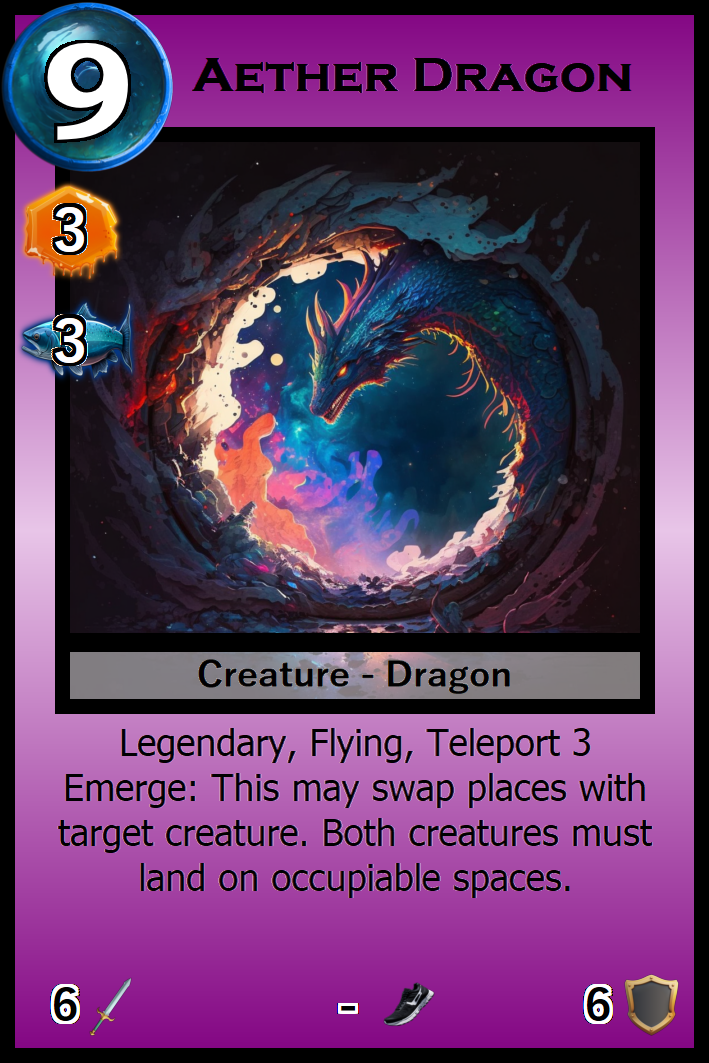 9
Aether Dragon
3
3
Creature - Dragon
Legendary, Flying, Teleport 3
Emerge: This may swap places with
target creature. Both creatures must
land on occupiable spaces.
6 - 6